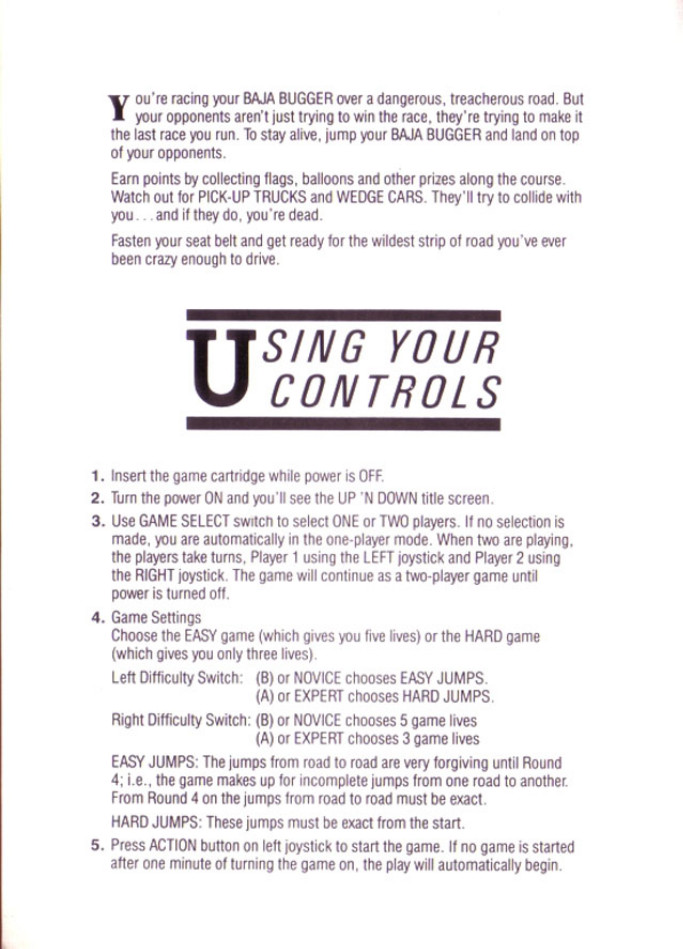 You're racing your BAJA BUGGER over a dangerous, treacherous road. But
your opponents aren't just trying to win the race, they're trying to make it
the last race you run. To stay alive, jump your BAJA BUGGER and land on top
of your opponents.
Earn points by collecting flags, balloons and other prizes along the course.
Watch out for PICK-UP TRUCKS and WEDGE CARS. They'll try to collide with
you...and if they do, you're dead.
Fasten your seat belt and get ready for the wildest strip of road you've ever
been crazy enough to drive.
USING YOUR
CONTROLS
1. Insert the game cartridge while power is OFF.
2. Turn the power ON and you'll see the UP 'N DOWN title screen.
3. Use GAME SELECT switch to select ONE or TWO players. If no selection is
made, you are automatically in the one-player mode. When two are playing,
the players take turns, Player 1 using the LEFT joystick and Player 2 using
the RIGHT joystick. The game will continue as a two-player game until
power is turned off.
4. Game Settings
Choose the EASY game (which gives you five lives) or the HARD game
(which gives you only three lives).
Left Difficulty Switch: (B) or NOVICE chooses EASY JUMPS.
(A) or EXPERT chooses HARD JUMPS.
Right Difficulty Switch: (B) or NOVICE chooses 5 game lives
(A) or EXPERT chooses 3 game lives
EASY JUMPS: The jumps from road to road are very forgiving until Round
4; i.e., the game makes up for incomplete jumps from one road to another.
From Round 4 on the jumps from road to road must be exact.
HARD JUMPS: These jumps must be exact from the start.
5. Press ACTION button on left joystick to start the game. If no game is started
after one minute of turning the game on, the play will automatically begin.